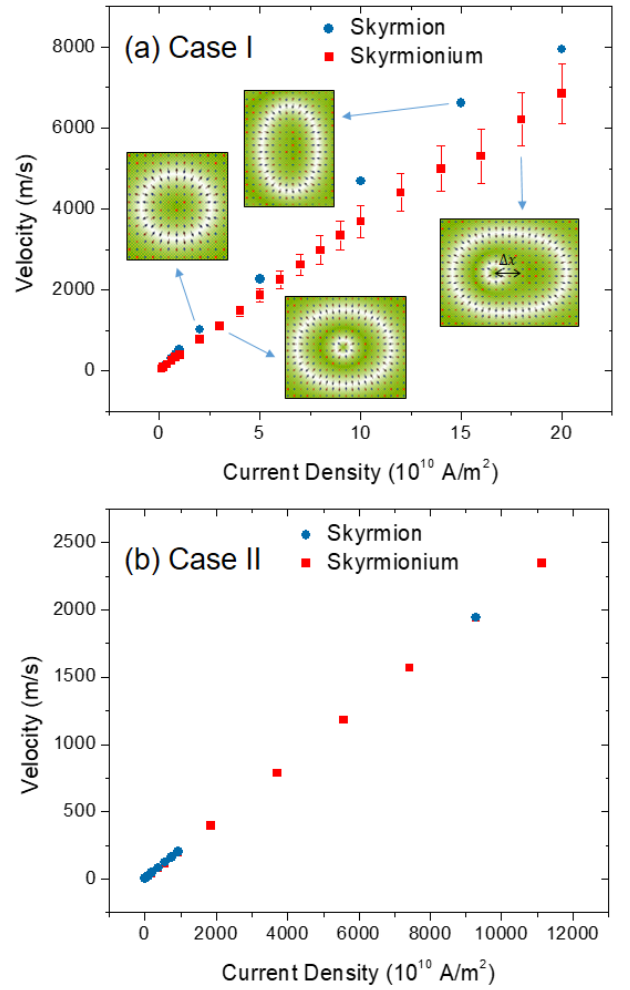 (a) Case I
Skyrmion
Skyrmionium
8000
6000
4000
2000
0
Velocity (m/s)
Δx
0 5 10 15 20
Current Density (10¹⁰ A/m²)
(b) Case II
Skyrmion
Skyrmionium
2500
2000
1500
1000
500
0
Velocity (m/s)
0 2000 4000 6000 8000 10000 12000
Current Density (10¹⁰ A/m²)